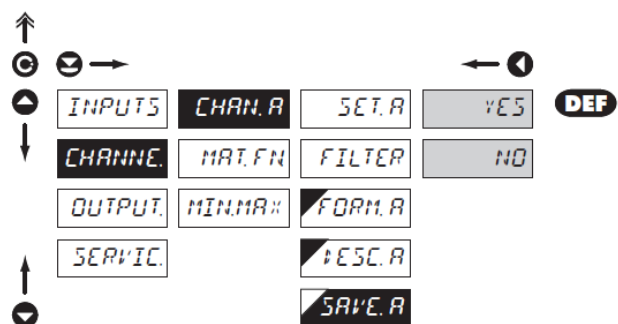 INPUTS CHAN. A SET. A YES DEF
CHANNE. MAT. FN FILTER NO
OUTPUT. MIN.MAX FORM. A
SERVIC. DESC. A
SAVE. A